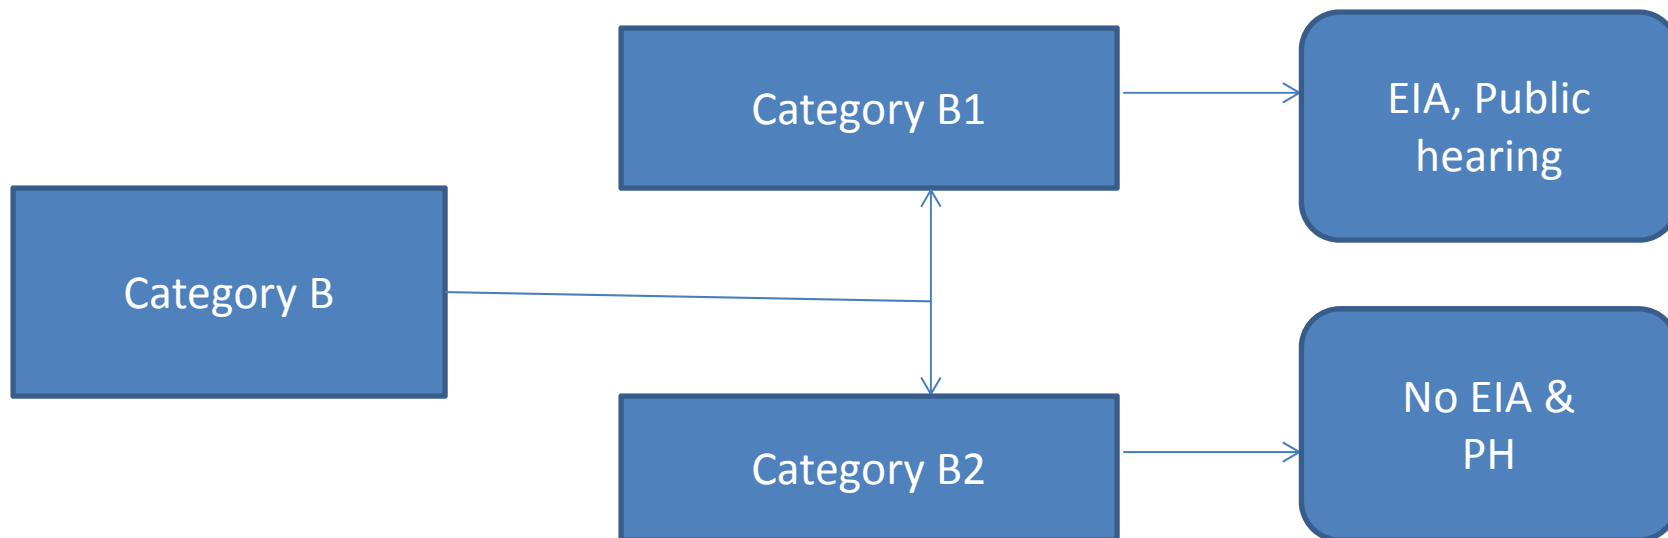 Category B
Category B1
EIA, Public
hearing
Category B2
No EIA &
PH